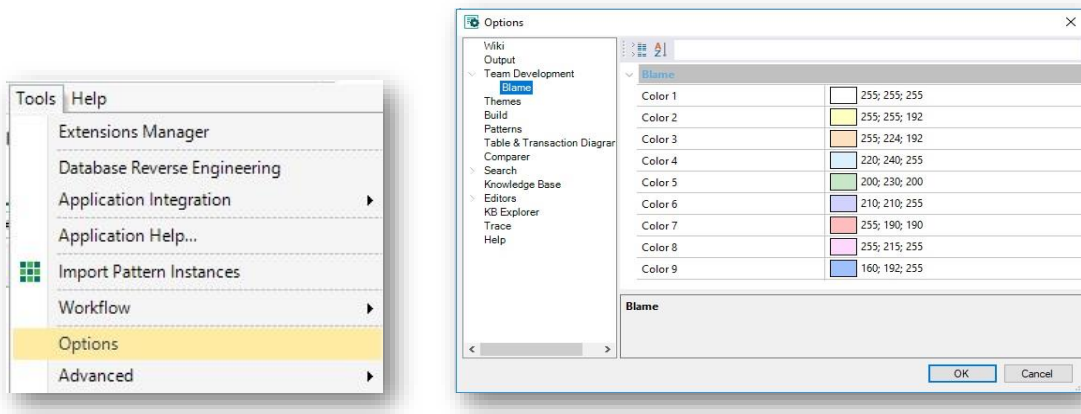 Tools Help
Extensions Manager
Database Reverse Engineering
Application Integration
Application Help...
Import Pattern Instances
Workflow
Options
Advanced
Options
Wiki
Output
Team Development
Blame
Themes
Build
Patterns
Table & Transaction Diagrar
Comparer
Search
Knowledge Base
Editors
KB Explorer
Trace
Help
Blame
Color 1 255; 255; 255
Color 2 255; 255; 192
Color 3 255; 224; 192
Color 4 220; 240; 255
Color 5 200; 230; 200
Color 6 210; 210; 255
Color 7 255; 190; 190
Color 8 255; 215; 255
Color 9 160; 192; 255
Blame
OK Cancel